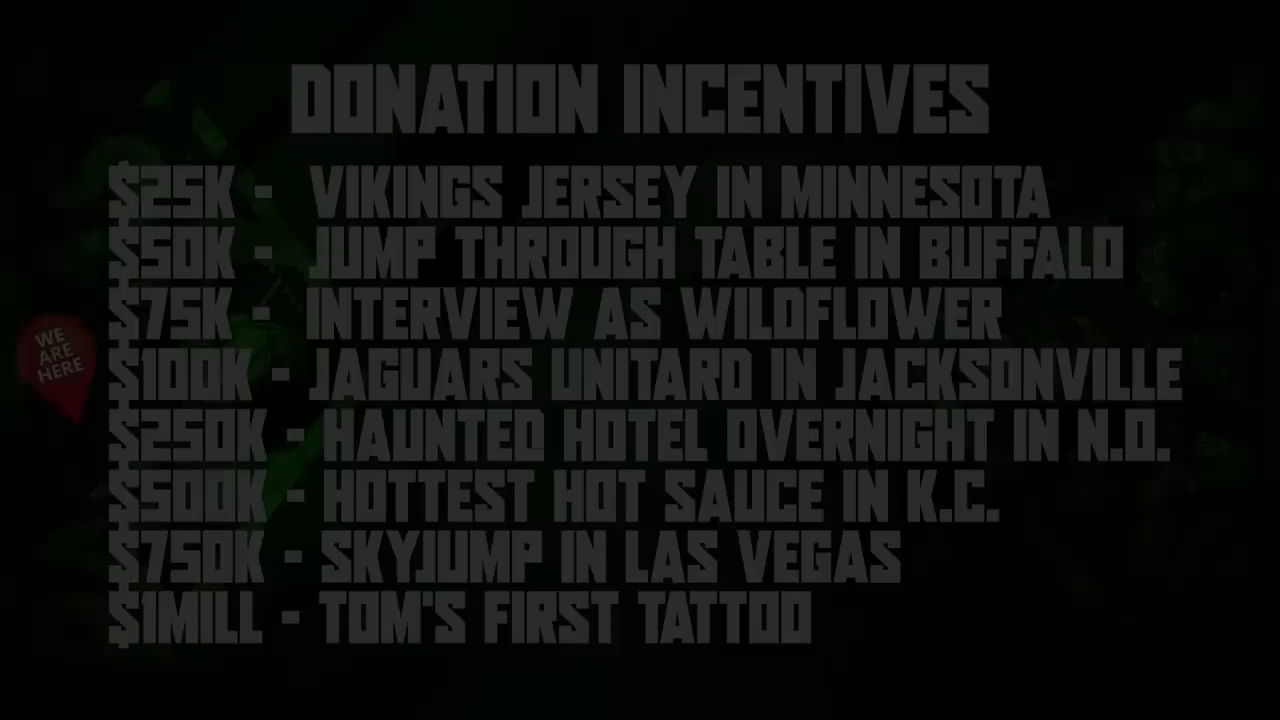 DONATION INCENTIVES
$25K - VIKINGS JERSEY IN MINNESOTA
$50K - JUMP THROUGH TABLE IN BUFFALO
$75K - INTERVIEW AS WILDFLOWER
$100K - JAGUARS UNITARD IN JACKSONVILLE
$250K - HAUNTED HOTEL OVERNIGHT IN N.O.
$500K - HOTTEST HOT SAUCE IN K.C.
$750K - SKYJUMP IN LAS VEGAS
$1MILL - TOM'S FIRST TATTOO
WE
ARE
HERE